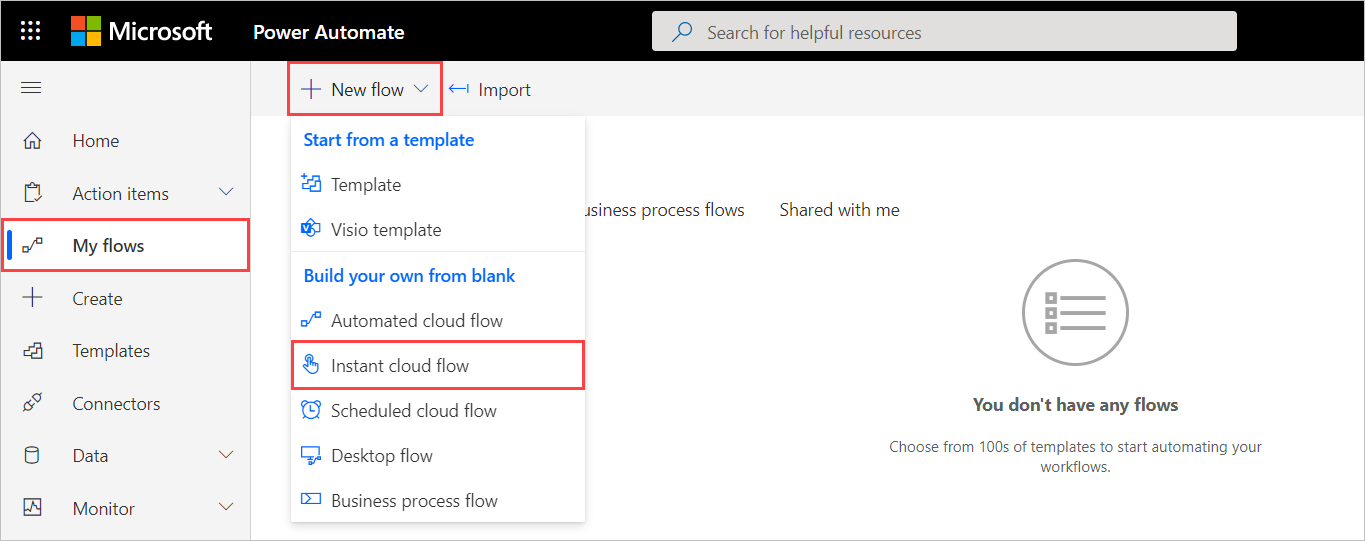 Microsoft Power Automate Search for helpful resources
New flow Import
Home
Action items
My flows
Create
Templates
Connectors
Data
Monitor
Start from a template
Template
Visio template
Build your own from blank
Automated cloud flow
Instant cloud flow
Scheduled cloud flow
Desktop flow
Business process flow
process flows Shared with me
You don't have any flows
Choose from 100s of templates to start automating your
workflows.